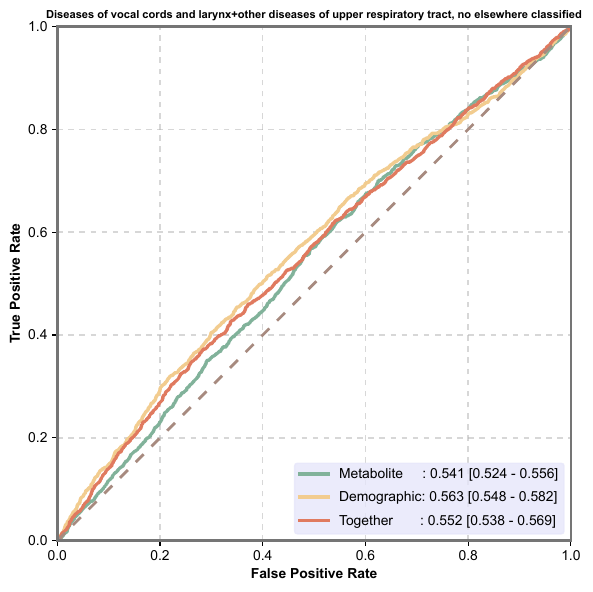 Diseases of vocal cords and larynx+other diseases of upper respiratory tract, no elsewhere classified
1.0
0.8
0.6
0.4
0.2
0.0
True Positive Rate
Metabolite : 0.541 [0.524 - 0.556]
Demographic: 0.563 [0.548 - 0.582]
Together : 0.552 [0.538 - 0.569]
0.0 0.2 0.4 0.6 0.8 1.0
False Positive Rate